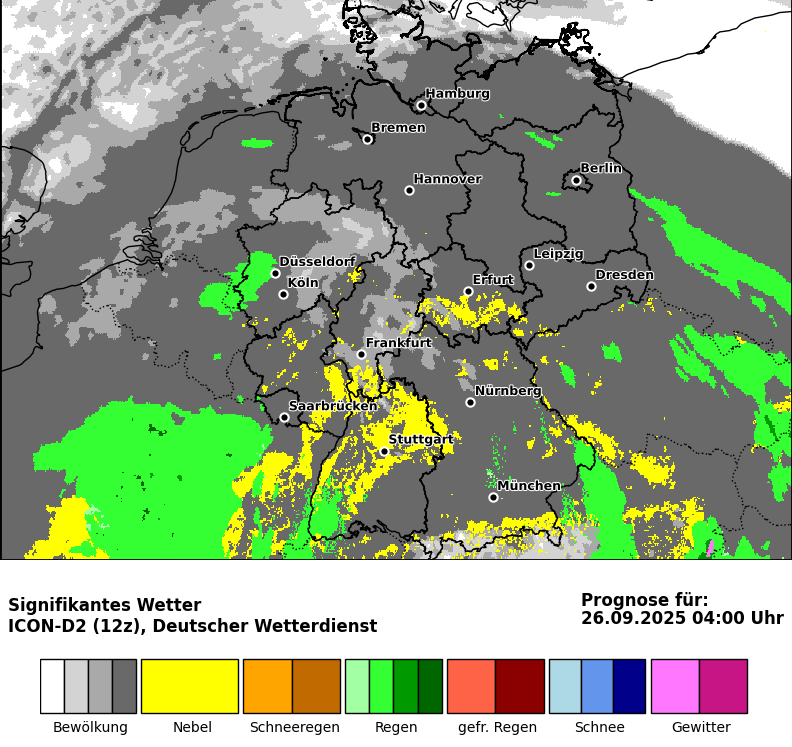 Hamburg
Bremen
Berlin
Hannover
Leipzig
Düsseldorf
Dresden
Erfurt
Köln
Frankfurt
Nürnberg
Saarbrücken
Stuttgart
München
Signifikantes Wetter
ICON-D2 (12z), Deutscher Wetterdienst
Prognose für:
26.09.2025 04:00 Uhr
Bewölkung Nebel Schneeregen Regen gefr. Regen Schnee Gewitter